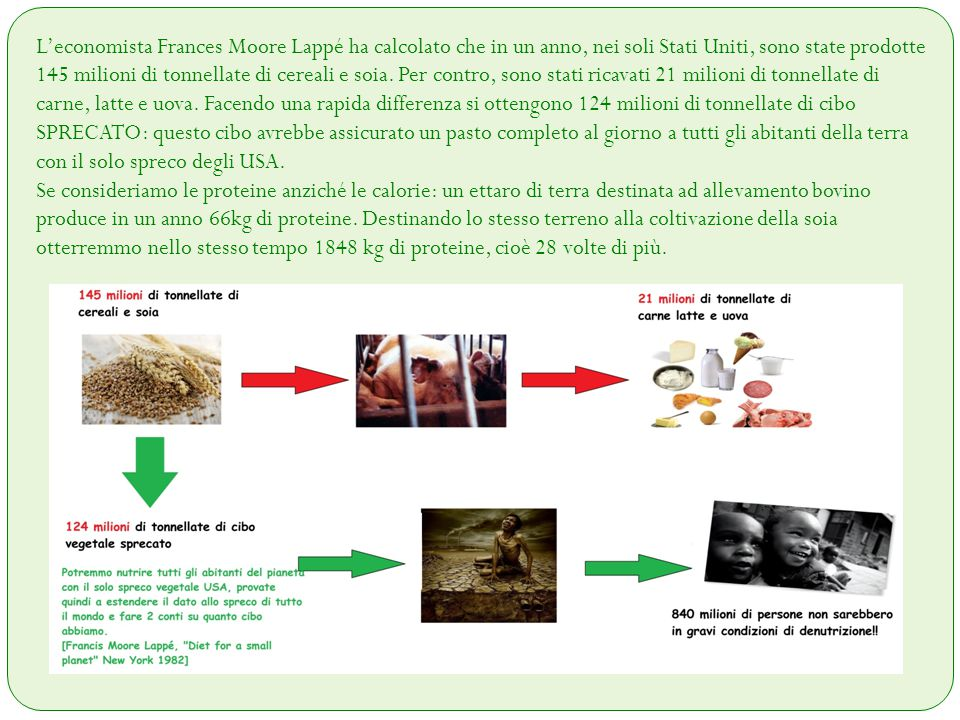 L’economista Frances Moore Lappé ha calcolato che in un anno, nei soli Stati Uniti, sono state prodotte
145 milioni di tonnellate di cereali e soia. Per contro, sono stati ricavati 21 milioni di tonnellate di
carne, latte e uova. Facendo una rapida differenza si ottengono 124 milioni di tonnellate di cibo
SPRECATO: questo cibo avrebbe assicurato un pasto completo al giorno a tutti gli abitanti della terra
con il solo spreco degli USA.
Se consideriamo le proteine anziché le calorie: un ettaro di terra destinata ad allevamento bovino
produce in un anno 66kg di proteine. Destinando lo stesso terreno alla coltivazione della soia
otterremmo nello stesso tempo 1848 kg di proteine, cioè 28 volte di più.
145 milioni di tonnellate di
cereali e soia
21 milioni di tonnellate di
carne latte e uova
124 milioni di tonnellate di cibo
vegetale sprecato
Potremmo nutrire tutti gli abitanti del pianeta
con il solo spreco vegetale USA, provate
quindi a estendere il dato allo spreco di tutto
il mondo e fare 2 conti su quanto cibo
abbiamo.
[Francis Moore Lappé, "Diet for a small
planet" New York 1982]
840 milioni di persone non sarebbero
in gravi condizioni di denutrizione!!